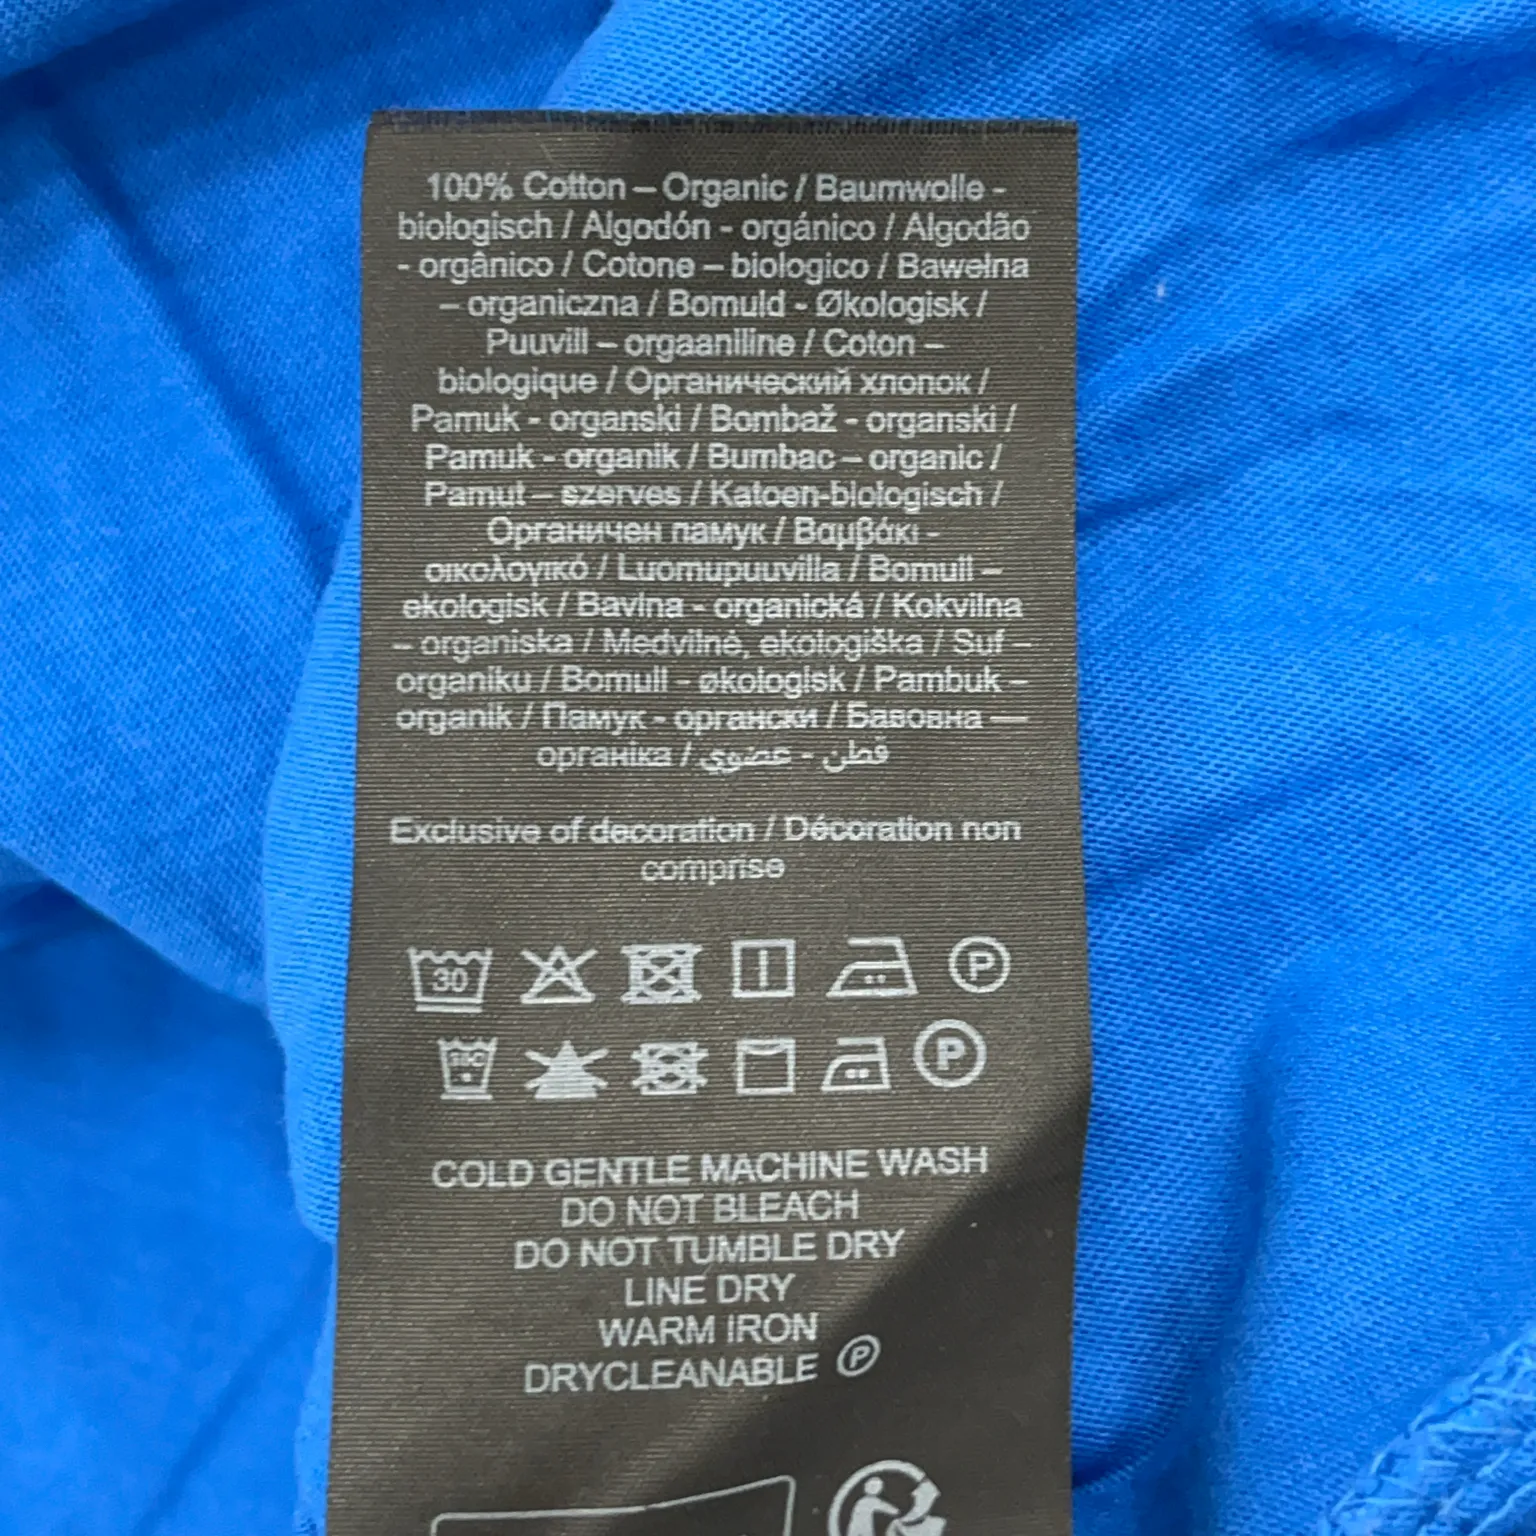 100% Cotton – Organic / Baumwolle -
biologisch / Algodón - orgánico / Algodão
- orgânico / Cotone – biologico / Bawełna
– organiczna / Bomuld - Økologisk /
Puuvill – orgaaniline / Coton –
biologique / Органический хлопок /
Pamuk - organski / Bombaž - organski /
Pamuk - organik / Bumbac – organic /
Pamut – szerves / Katoen-biologisch /
Органичен памук / Βαμβάκι -
οικολογικό / Luomupuuvilla / Bomull –
ekologisk / Bavlna - organická / Kokvilna
– organiska / Medvilnė, ekologiška / Suf –
organiku / Bomull - økologisk / Pambuk –
organik / Памук - органски / Бавовна —
органіка / قطن - عضوي
Exclusive of decoration / Décoration non
comprise
30 P
P
COLD GENTLE MACHINE WASH
DO NOT BLEACH
DO NOT TUMBLE DRY
LINE DRY
WARM IRON
DRYCLEANABLE P